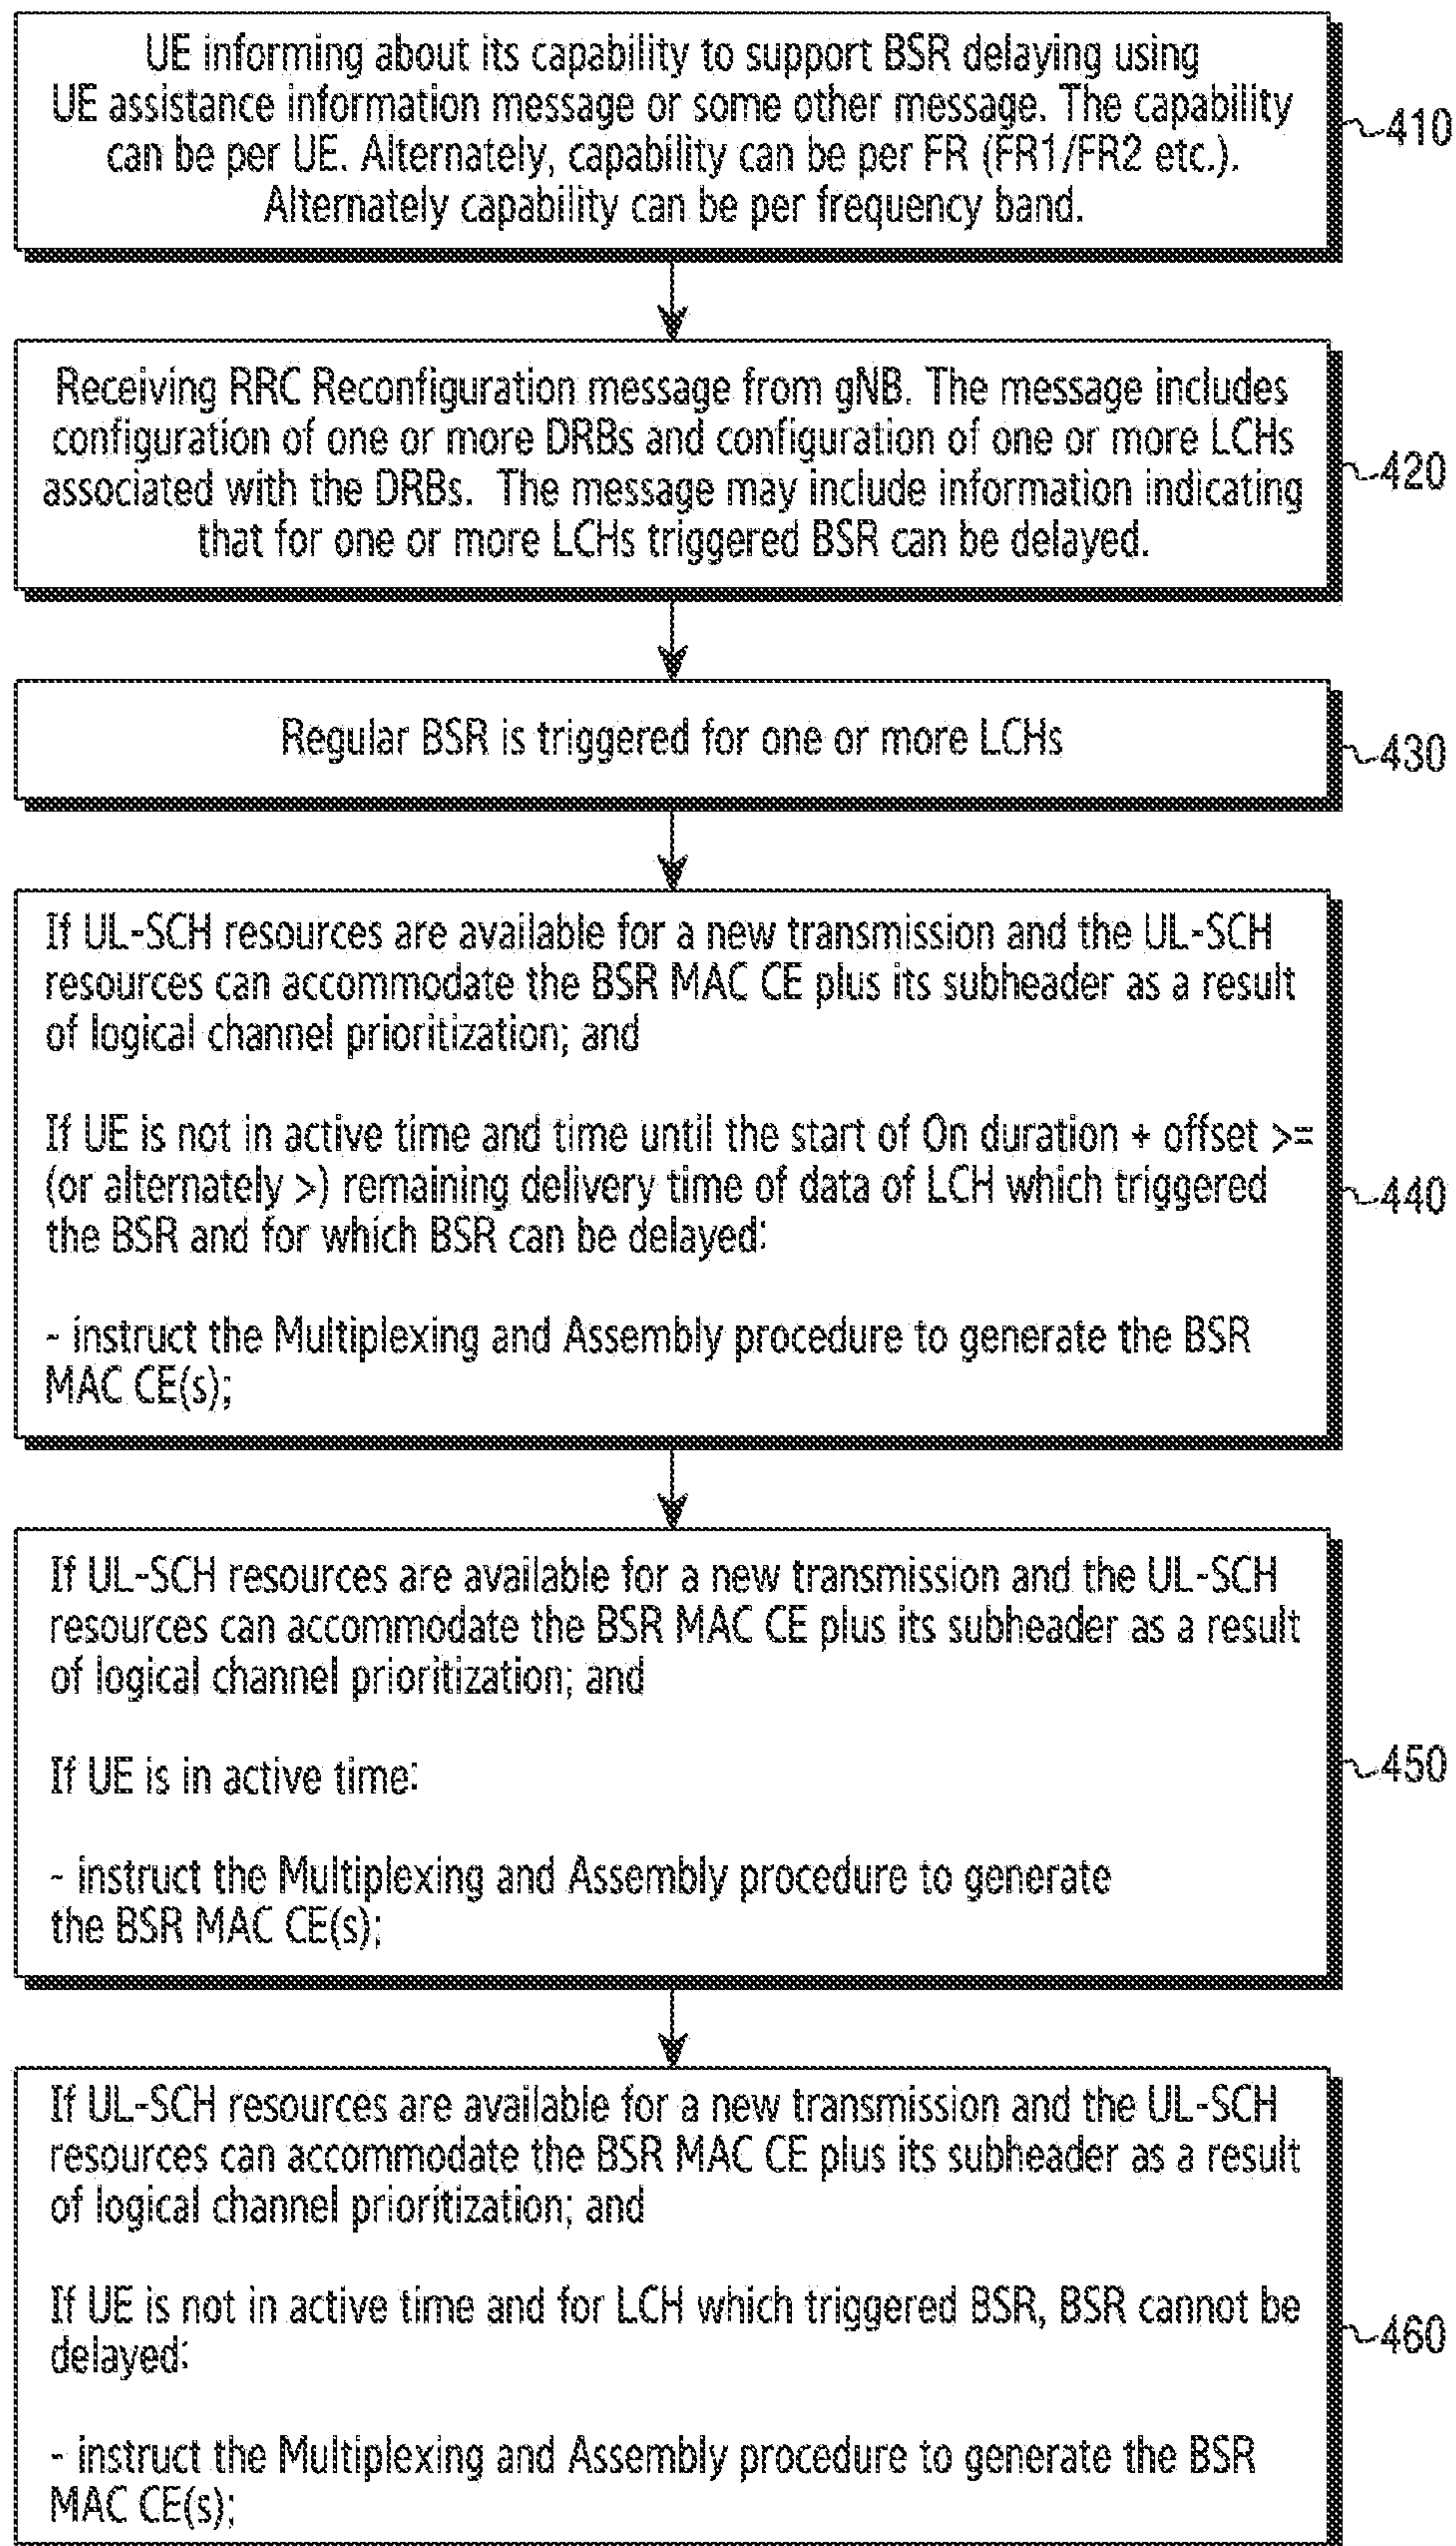 UE informing about its capability to support BSR delaying using
UE assistance information message or some other message. The capability
can be per UE. Alternately, capability can be per FR (FR1/FR2 etc.).
Alternately capability can be per frequency band.
410
Receiving RRC Reconfiguration message from gNB. The message includes
configuration of one or more DRBs and configuration of one or more LCHs
associated with the DRBs. The message may include information indicating
that for one or more LCHs triggered BSR can be delayed.
420
Regular BSR is triggered for one or more LCHs
430
If UL-SCH resources are available for a new transmission and the UL-SCH
resources can accommodate the BSR MAC CE plus its subheader as a result
of logical channel prioritization; and
If UE is not in active time and time until the start of On duration + offset >=
(or alternately >) remaining delivery time of data of LCH which triggered
the BSR and for which BSR can be delayed:
- instruct the Multiplexing and Assembly procedure to generate the BSR
MAC CE(s);
440
If UL-SCH resources are available for a new transmission and the UL-SCH
resources can accommodate the BSR MAC CE plus its subheader as a result
of logical channel prioritization; and
If UE is in active time:
- instruct the Multiplexing and Assembly procedure to generate
the BSR MAC CE(s);
450
If UL-SCH resources are available for a new transmission and the UL-SCH
resources can accommodate the BSR MAC CE plus its subheader as a result
of logical channel prioritization; and
If UE is not in active time and for LCH which triggered BSR, BSR cannot be
delayed:
- instruct the Multiplexing and Assembly procedure to generate the BSR
MAC CE(s);
460